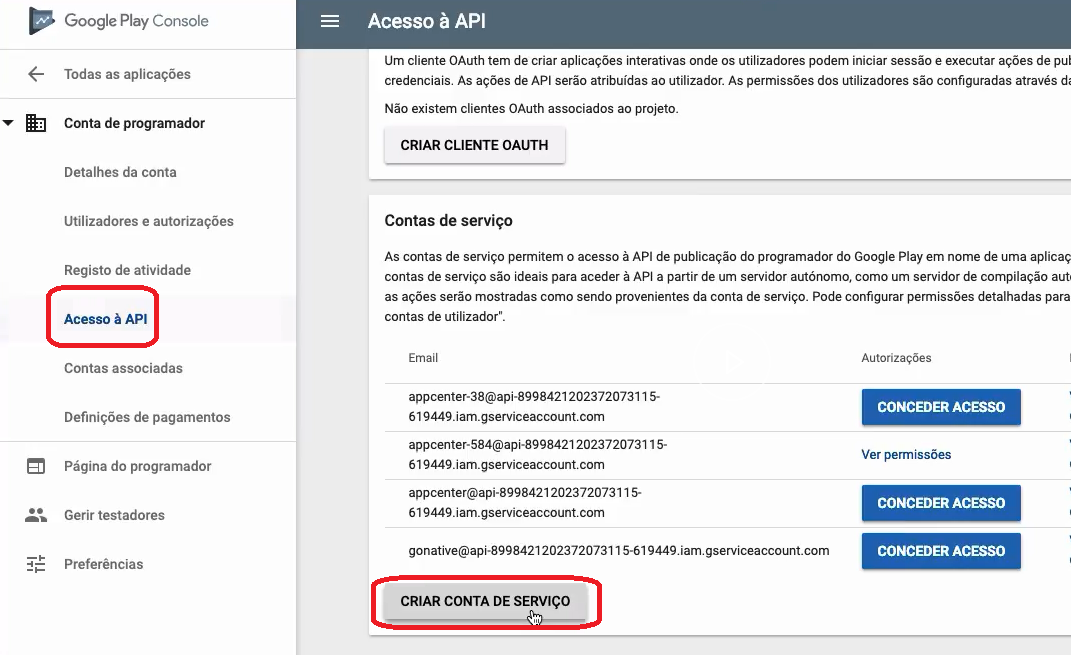 Google Play Console
Acesso à API
Todas as aplicações
Conta de programador
Detalhes da conta
Utilizadores e autorizações
Registo de atividade
Acesso à API
Contas associadas
Definições de pagamentos
Página do programador
Gerir testadores
Preferências
Um cliente OAuth tem de criar aplicações interativas onde os utilizadores podem iniciar sessão e executar ações de
credenciais. As ações de API serão atribuídas ao utilizador. As permissões dos utilizadores são configuradas através
Não existem clientes OAuth associados ao projeto.
CRIAR CLIENTE OAUTH
Contas de serviço
As contas de serviço permitem o acesso à API de publicação do programador do Google Play em nome de uma
contas de serviço são ideais para aceder à API a partir de um servidor autónomo, como um servidor de compilação
as ações serão mostradas como sendo provenientes da conta de serviço. Pode configurar permissões detalhadas para
contas de utilizador".
Email
Autorizações
appcenter-38@api-8998421202372073115-
619449.iam.gserviceaccount.com
CONCEDER ACESSO
appcenter-584@api-8998421202372073115-
619449.iam.gserviceaccount.com
Ver permissões
appcenter@api-8998421202372073115-
619449.iam.gserviceaccount.com
CONCEDER ACESSO
gonative@api-8998421202372073115-619449.iam.gserviceaccount.com
CONCEDER ACESSO
CRIAR CONTA DE SERVIÇO